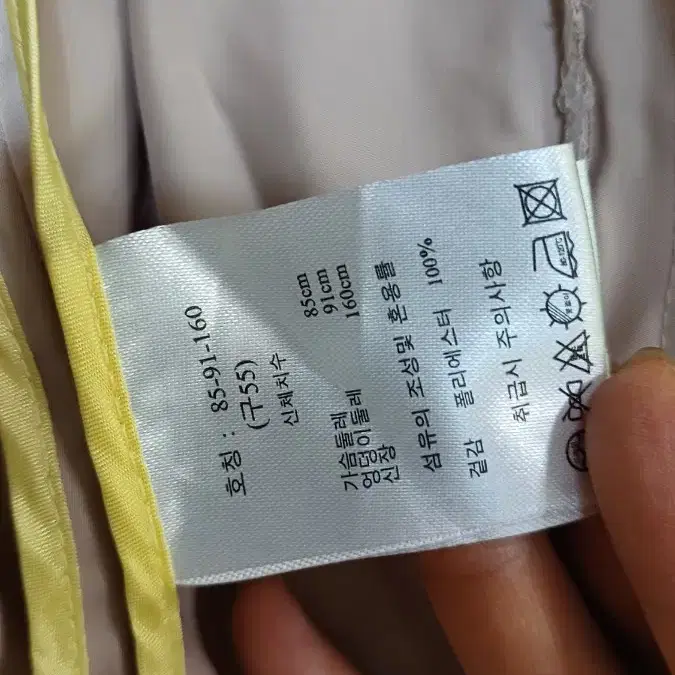 호칭 : 85-91-160
(구55)
신체치수
가슴둘레 85cm
엉덩이둘레 91cm
신장 160cm
섬유의 조성및 혼용률
겉감 폴리에스터 100%
취급시 주의사항